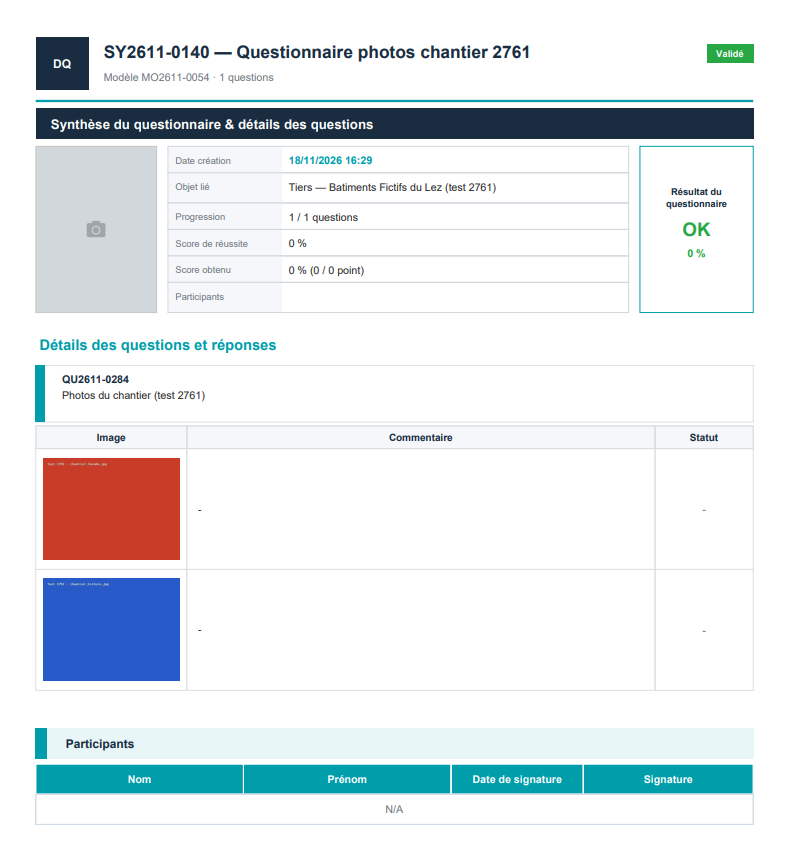 DQ
SY2611-0140 — Questionnaire photos chantier 2761
Modèle MO2611-0054 · 1 questions
Validé
Synthèse du questionnaire & détails des questions
Date création 18/11/2026 16:29
Objet lié Tiers — Batiments Fictifs du Lez (test 2761)
Progression 1 / 1 questions
Score de réussite 0 %
Score obtenu 0 % (0 / 0 point)
Participants
Résultat du
questionnaire
OK
0 %
Détails des questions et réponses
QU2611-0284
Photos du chantier (test 2761)
Image Commentaire Statut
- -
- -
Participants
Nom Prénom Date de signature Signature
N/A